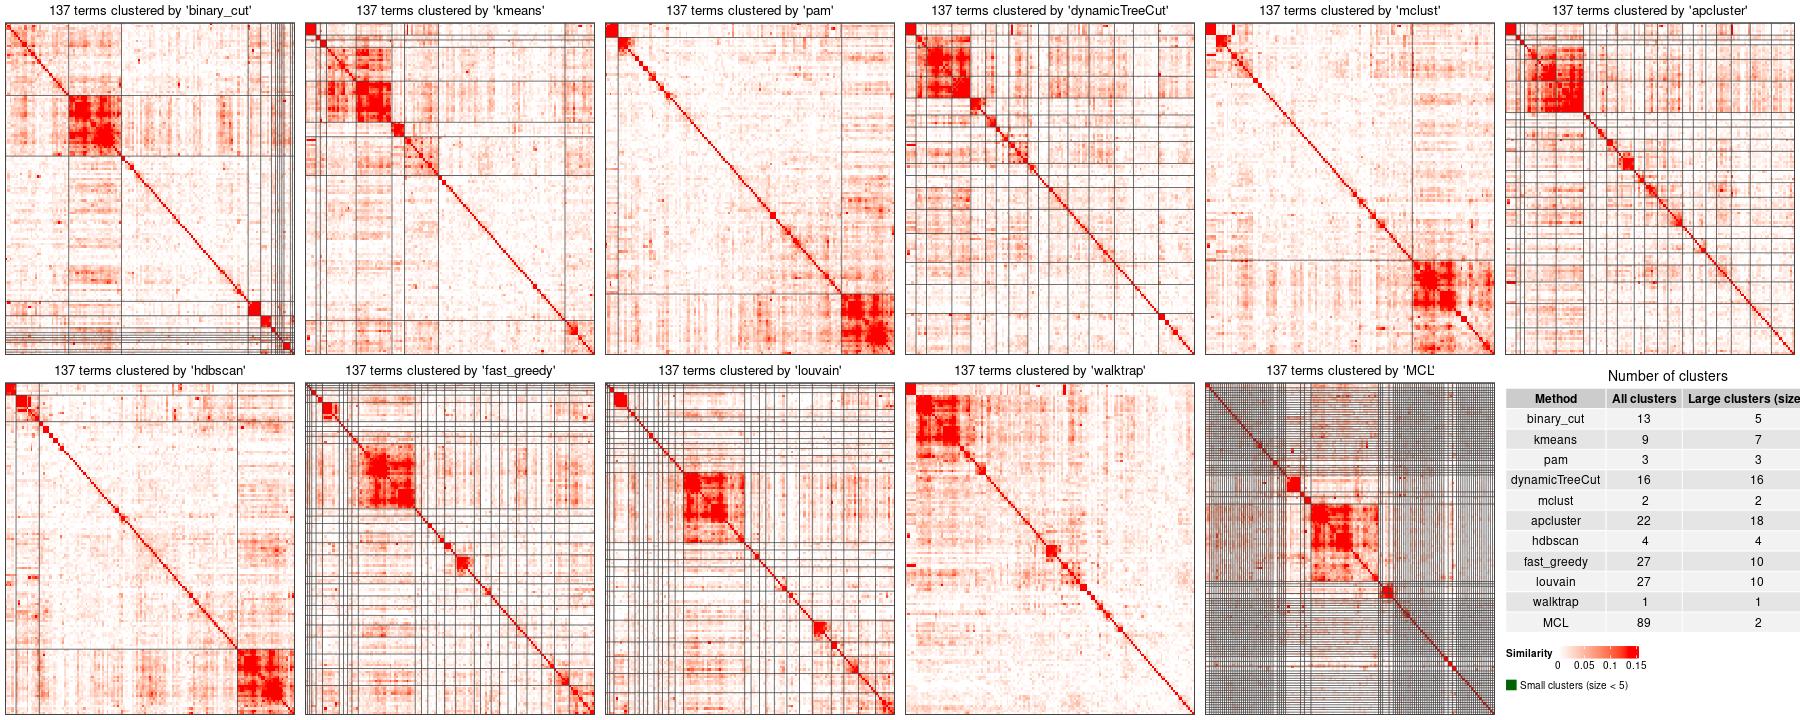 137 terms clustered by 'binary_cut'
137 terms clustered by 'kmeans'
137 terms clustered by 'pam'
137 terms clustered by 'dynamicTreeCut'
137 terms clustered by 'mclust'
137 terms clustered by 'apcluster'
137 terms clustered by 'hdbscan'
137 terms clustered by 'fast_greedy'
137 terms clustered by 'louvain'
137 terms clustered by 'walktrap'
137 terms clustered by 'MCL'
Number of clusters
Method All clusters Large clusters (size
binary_cut 13 5
kmeans 9 7
pam 3 3
dynamicTreeCut 16 16
mclust 2 2
apcluster 22 18
hdbscan 4 4
fast_greedy 27 10
louvain 27 10
walktrap 1 1
MCL 89 2
Similarity
0 0.05 0.1 0.15
Small clusters (size < 5)